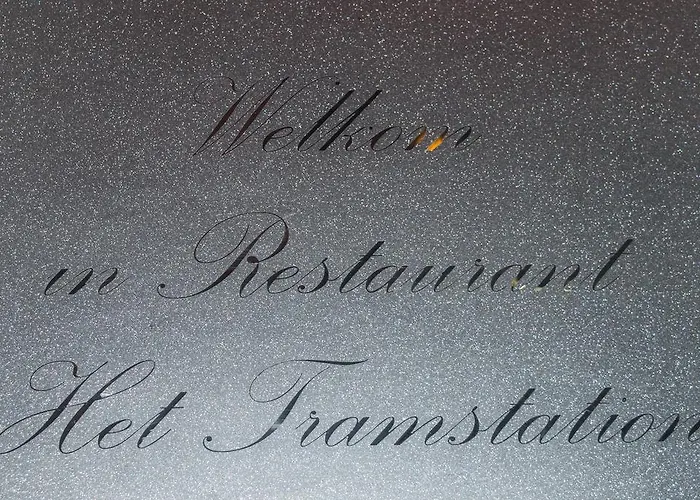 Welkom
in Restaurant
Het Tramstation